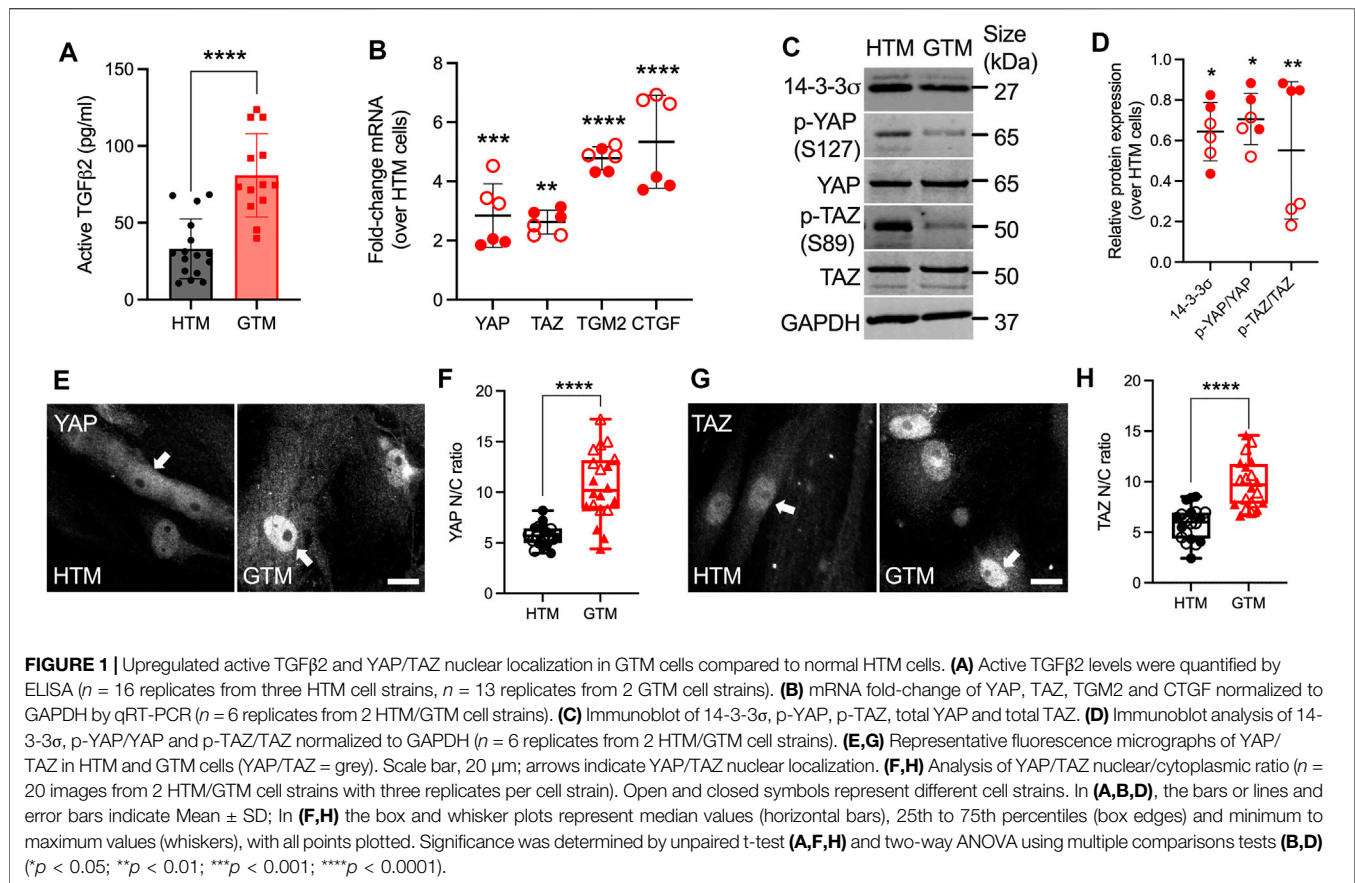 A
****
Active TGFβ2 (pg/ml)
150
100
50
0
HTM
GTM
B
Fold-change mRNA
(over HTM cells)
8
6
4
2
0
***
**
****
****
YAP
TAZ
TGM2
CTGF
C
HTM GTM
Size
(kDa)
14-3-3σ
27
p-YAP
(S127)
65
YAP
65
p-TAZ
(S89)
50
TAZ
50
GAPDH
37
D
Relative protein expression
(over HTM cells)
1.0
0.8
0.6
0.4
0.2
0.0
*
*
**
14-3-3σ
p-YAP/YAP
p-TAZ/TAZ
E
YAP
HTM
GTM
F
****
YAP N/C ratio
20
15
10
5
0
HTM
GTM
G
TAZ
HTM
GTM
H
****
TAZ N/C ratio
20
15
10
5
0
HTM
GTM
FIGURE 1 | Upregulated active TGFβ2 and YAP/TAZ nuclear localization in GTM cells compared to normal HTM cells. (A) Active TGFβ2 levels were quantified by
ELISA (n = 16 replicates from three HTM cell strains, n = 13 replicates from 2 GTM cell strains). (B) mRNA fold-change of YAP, TAZ, TGM2 and CTGF normalized to
GAPDH by qRT-PCR (n = 6 replicates from 2 HTM/GTM cell strains). (C) Immunoblot of 14-3-3σ, p-YAP, p-TAZ, total YAP and total TAZ. (D) Immunoblot analysis of 14-
3-3σ, p-YAP/YAP and p-TAZ/TAZ normalized to GAPDH (n = 6 replicates from 2 HTM/GTM cell strains). (E,G) Representative fluorescence micrographs of YAP/
TAZ in HTM and GTM cells (YAP/TAZ = grey). Scale bar, 20 μm; arrows indicate YAP/TAZ nuclear localization. (F,H) Analysis of YAP/TAZ nuclear/cytoplasmic ratio (n =
20 images from 2 HTM/GTM cell strains with three replicates per cell strain). Open and closed symbols represent different cell strains. In (A,B,D), the bars or lines and
error bars indicate Mean ± SD; In (F,H) the box and whisker plots represent median values (horizontal bars), 25th to 75th percentiles (box edges) and minimum to
maximum values (whiskers), with all points plotted. Significance was determined by unpaired t-test (A,F,H) and two-way ANOVA using multiple comparisons tests (B,D)
(*p < 0.05; **p < 0.01; ***p < 0.001; ****p < 0.0001).